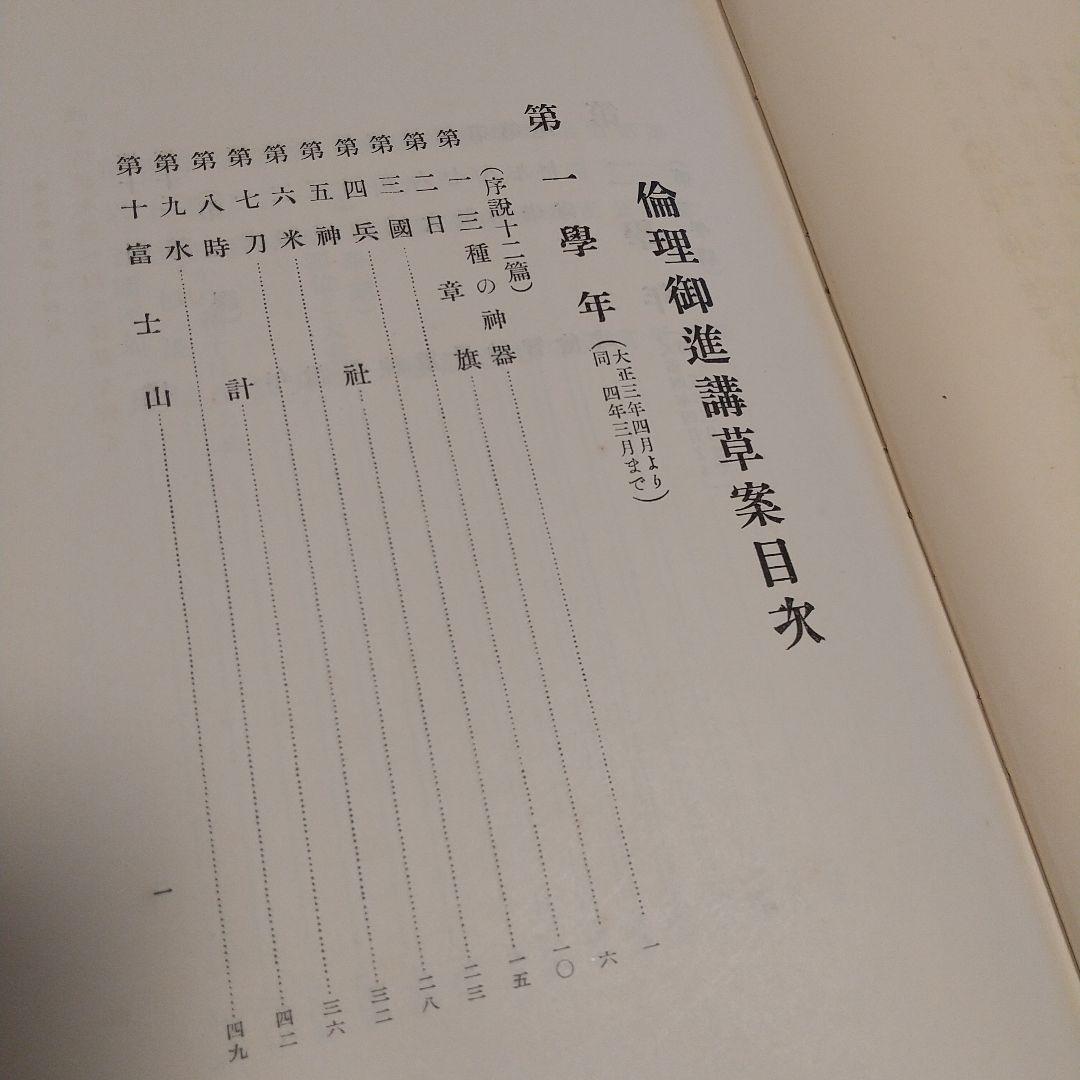 倫理御進講草案目次
第一學年(大正三年四月より
同四年三月まで)
(序說十二篇)
第一 三種の神器……一
第二 日章旗……六
第三 國……一〇
第四 兵……一五
第五 神社……二三
第六 米……二八
第七 刀……三二
第八 時計……三六
第九 水……四二
第十 富士山……四九
一